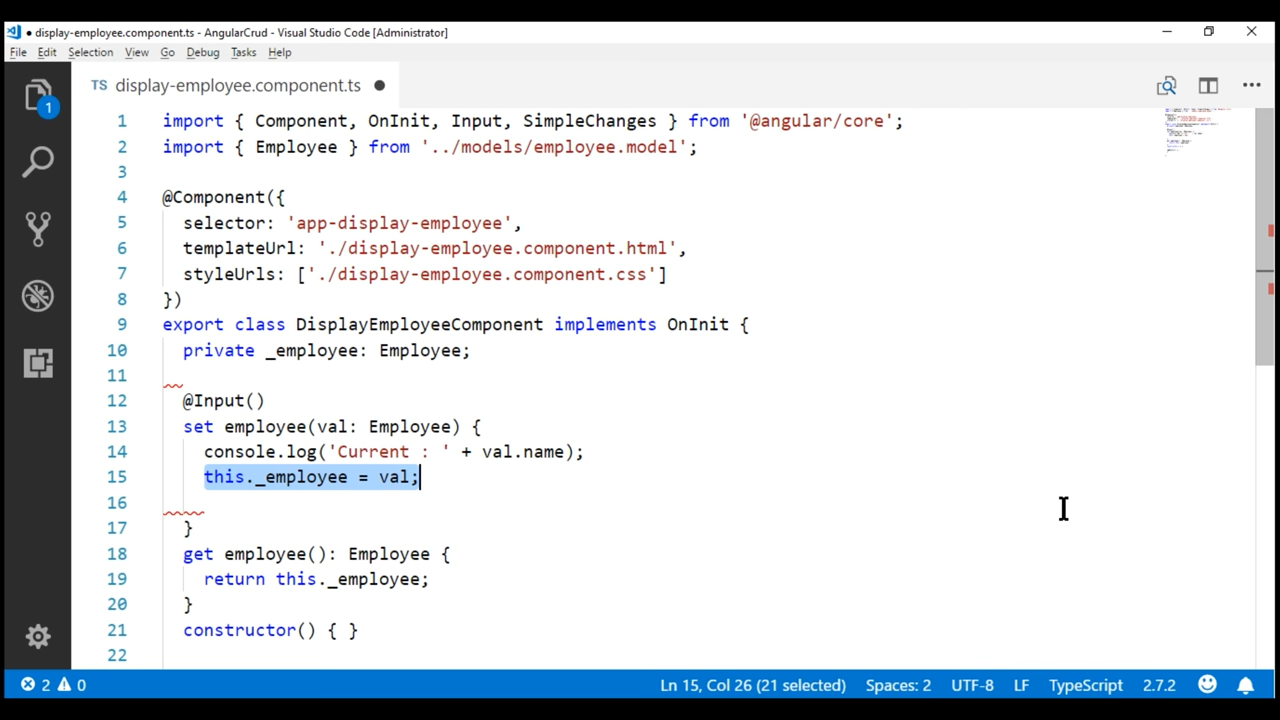 ● display-employee.component.ts - AngularCrud - Visual Studio Code [Administrator]
File Edit Selection View Go Debug Tasks Help
TS display-employee.component.ts ●
1
1 import { Component, OnInit, Input, SimpleChanges } from '@angular/core';
2 import { Employee } from '../models/employee.model';
3
4 @Component({
5 selector: 'app-display-employee',
6 templateUrl: './display-employee.component.html',
7 styleUrls: ['./display-employee.component.css']
8 })
9 export class DisplayEmployeeComponent implements OnInit {
10 private _employee: Employee;
11
12 @Input()
13 set employee(val: Employee) {
14 console.log('Current : ' + val.name);
15 this._employee = val;
16
17 }
18 get employee(): Employee {
19 return this._employee;
20 }
21 constructor() { }
22
2 0 Ln 15, Col 26 (21 selected) Spaces: 2 UTF-8 LF TypeScript 2.7.2